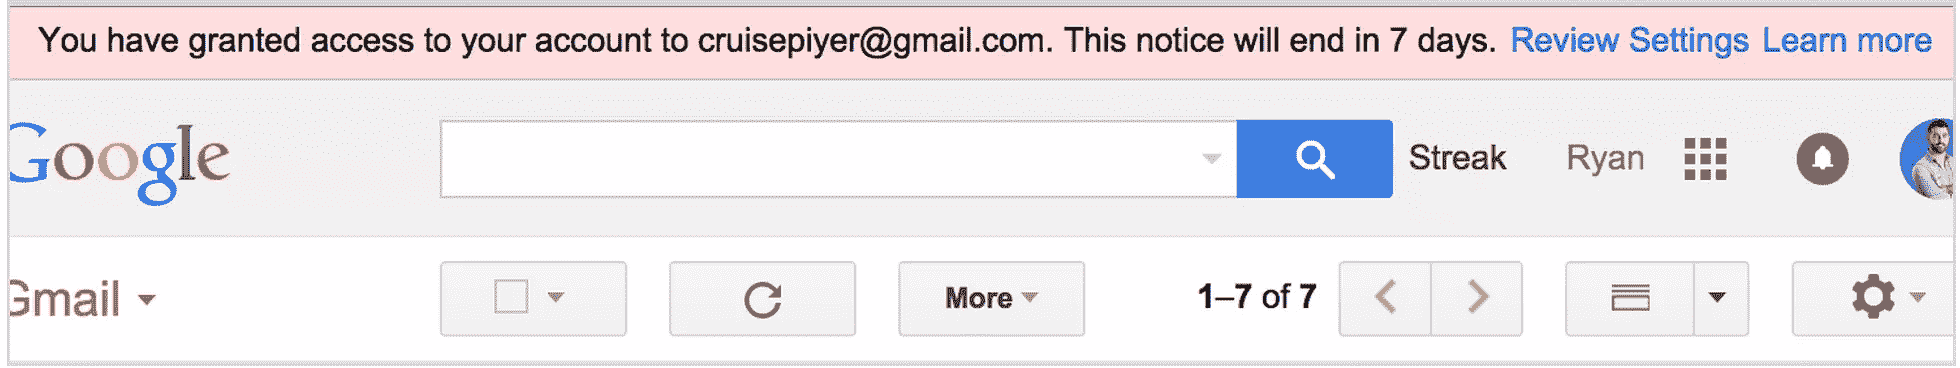 You have granted access to your account to cruisepiyer@gmail.com. This notice will end in 7 days. Review Settings Learn more
Google Streak Ryan
Gmail More 1–7 of 7